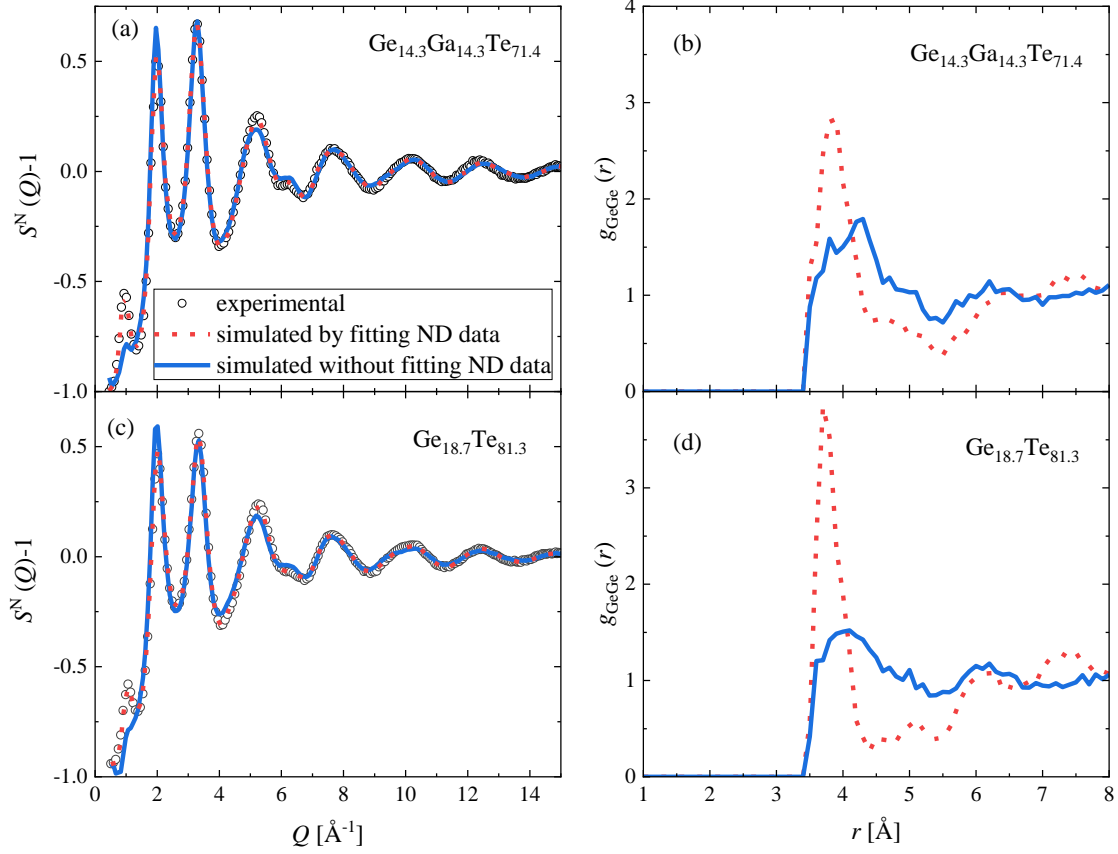 (a)
Ge14.3Ga14.3Te71.4
S^N (Q)-1
0.5
0.0
-0.5
-1.0
experimental
simulated by fitting ND data
simulated without fitting ND data
(b)
Ge14.3Ga14.3Te71.4
gGeGe (r)
4
3
2
1
0
(c)
Ge18.7Te81.3
S^N (Q)-1
0.5
0.0
-0.5
-1.0
0 2 4 6 8 10 12 14
Q [Å^-1]
(d)
Ge18.7Te81.3
gGeGe (r)
3
2
1
0
1 2 3 4 5 6 7 8
r [Å]